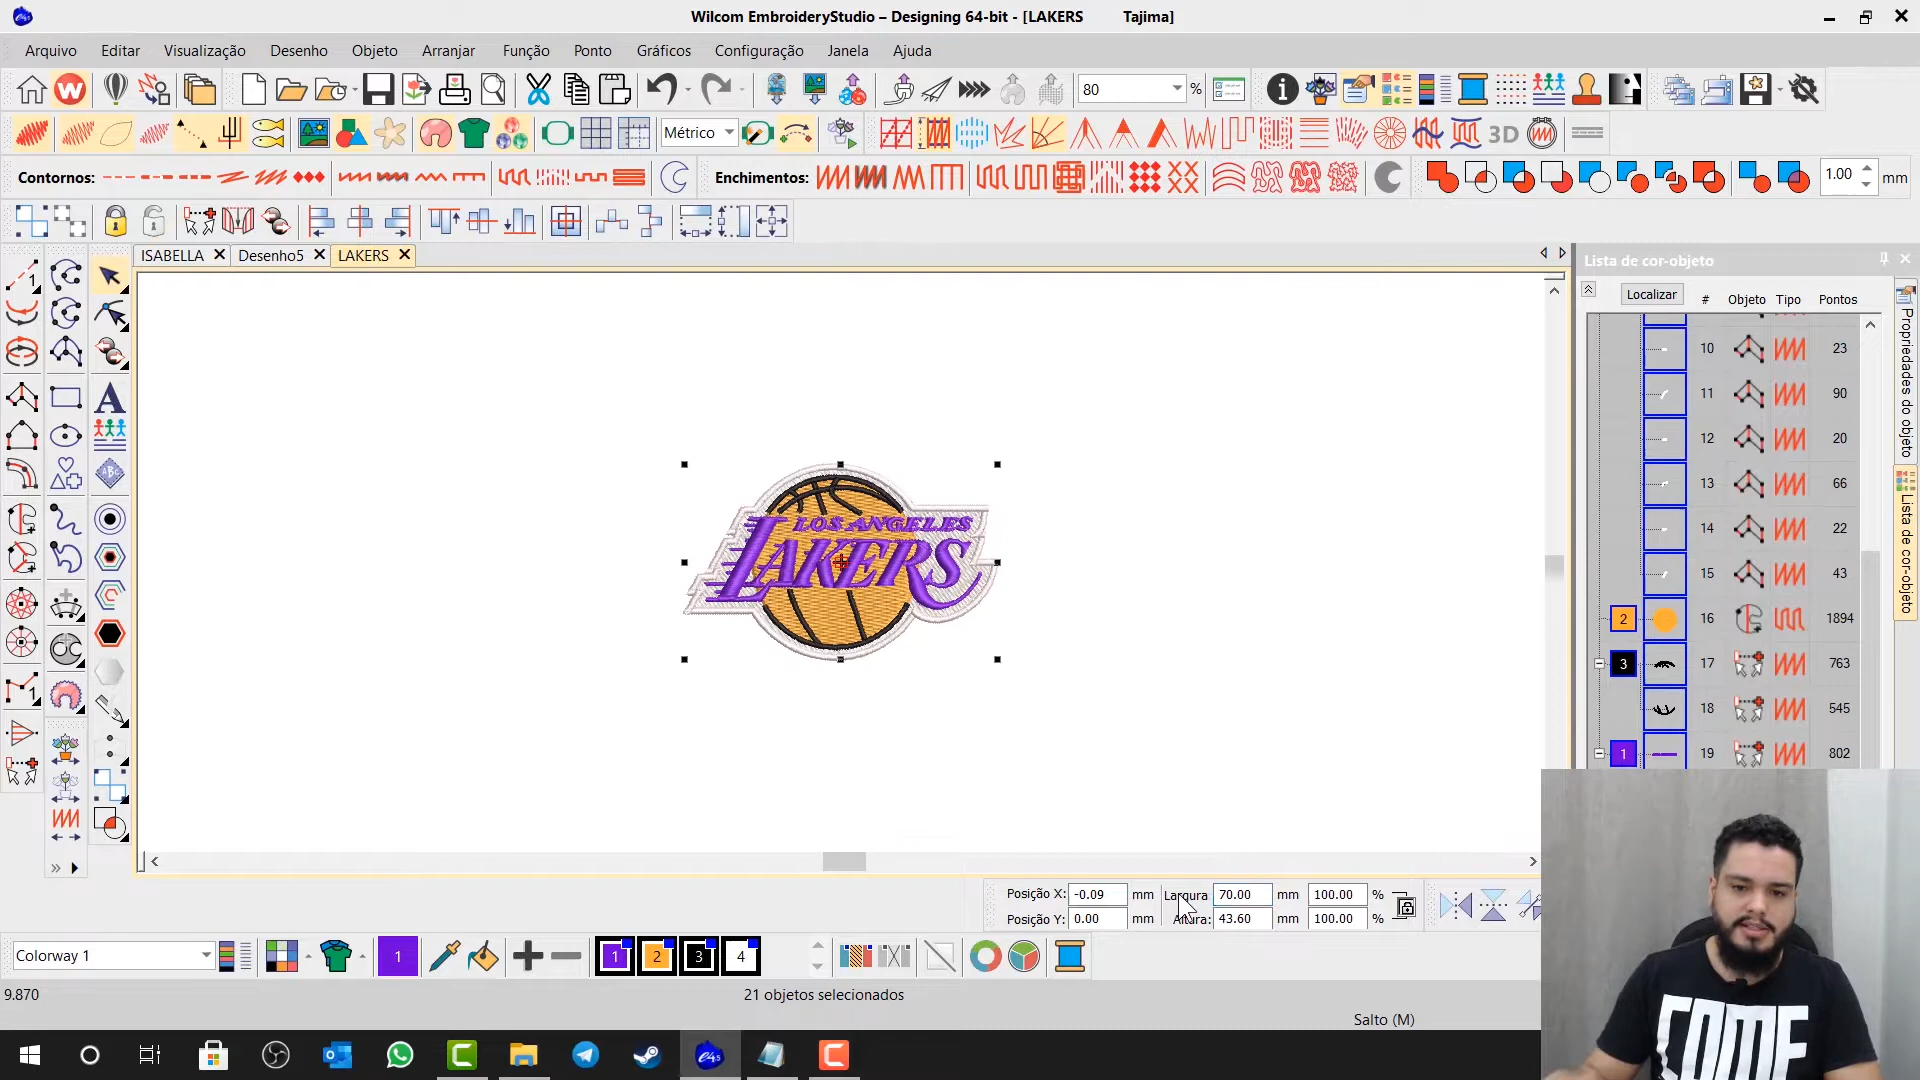 Wilcom EmbroideryStudio – Designing 64-bit - [LAKERS Tajima]
Arquivo Editar Visualização Desenho Objeto Arranjar Função Ponto Gráficos Configuração Janela Ajuda
80 %
Métrico
3D
Contornos: Enchimentos: 1.00 mm
ISABELLA Desenho5 LAKERS
Lista de cor-objeto
Localizar # Objeto Tipo Pontos
10 23
11 90
12 20
13 66
14 22
15 43
2 16 1894
3 17 763
18 545
1 19 802
Propriedades do objeto
Lista de cor-objeto
LOS ANGELES
LAKERS
Posição X: -0.09 mm Largura 70.00 mm 100.00 %
Posição Y: 0.00 mm Altura: 43.60 mm 100.00 %
Colorway 1 1 1 2 3 4
9.870 21 objetos selecionados
Salto (M)
COME